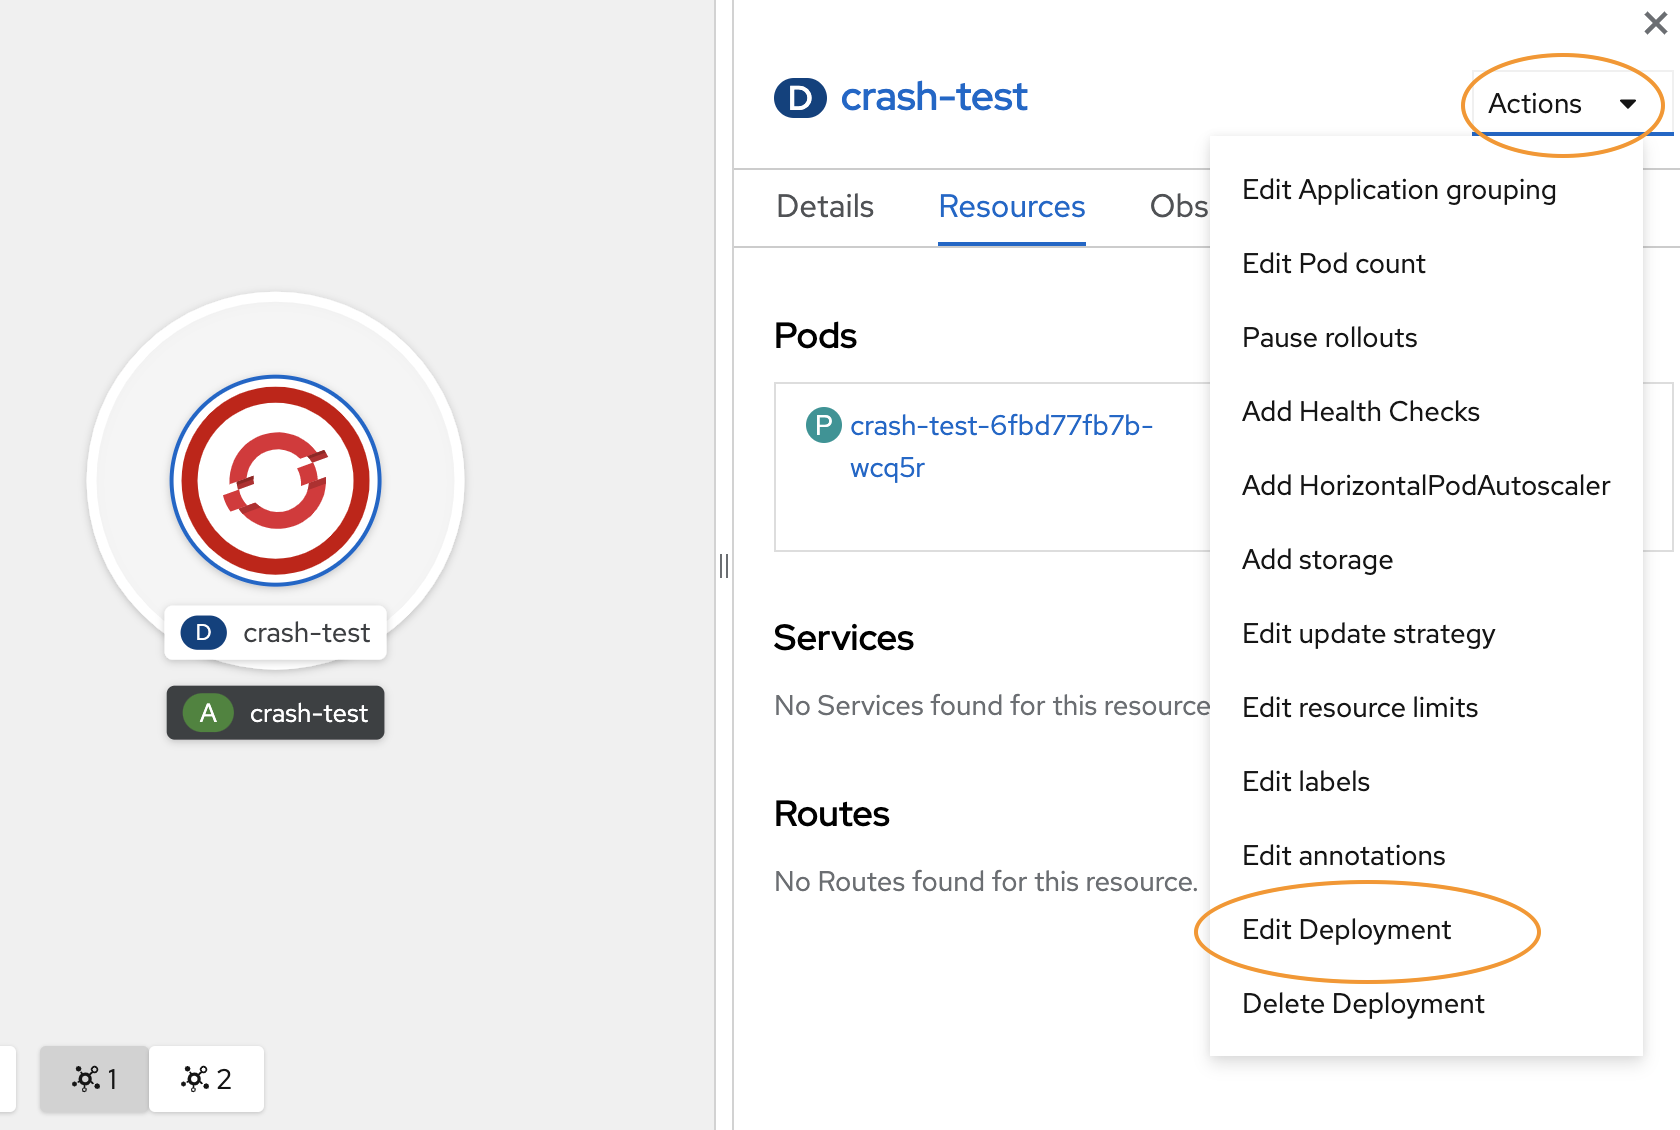 D crash-test
Actions
Details Resources Obs
Edit Application grouping
Edit Pod count
Pause rollouts
Add Health Checks
Add HorizontalPodAutoscaler
Add storage
Edit update strategy
Edit resource limits
Edit labels
Edit annotations
Edit Deployment
Delete Deployment
Pods
P crash-test-6fbd77fb7b-
wcq5r
Services
No Services found for this resource
Routes
No Routes found for this resource.
D crash-test
A crash-test
1
2